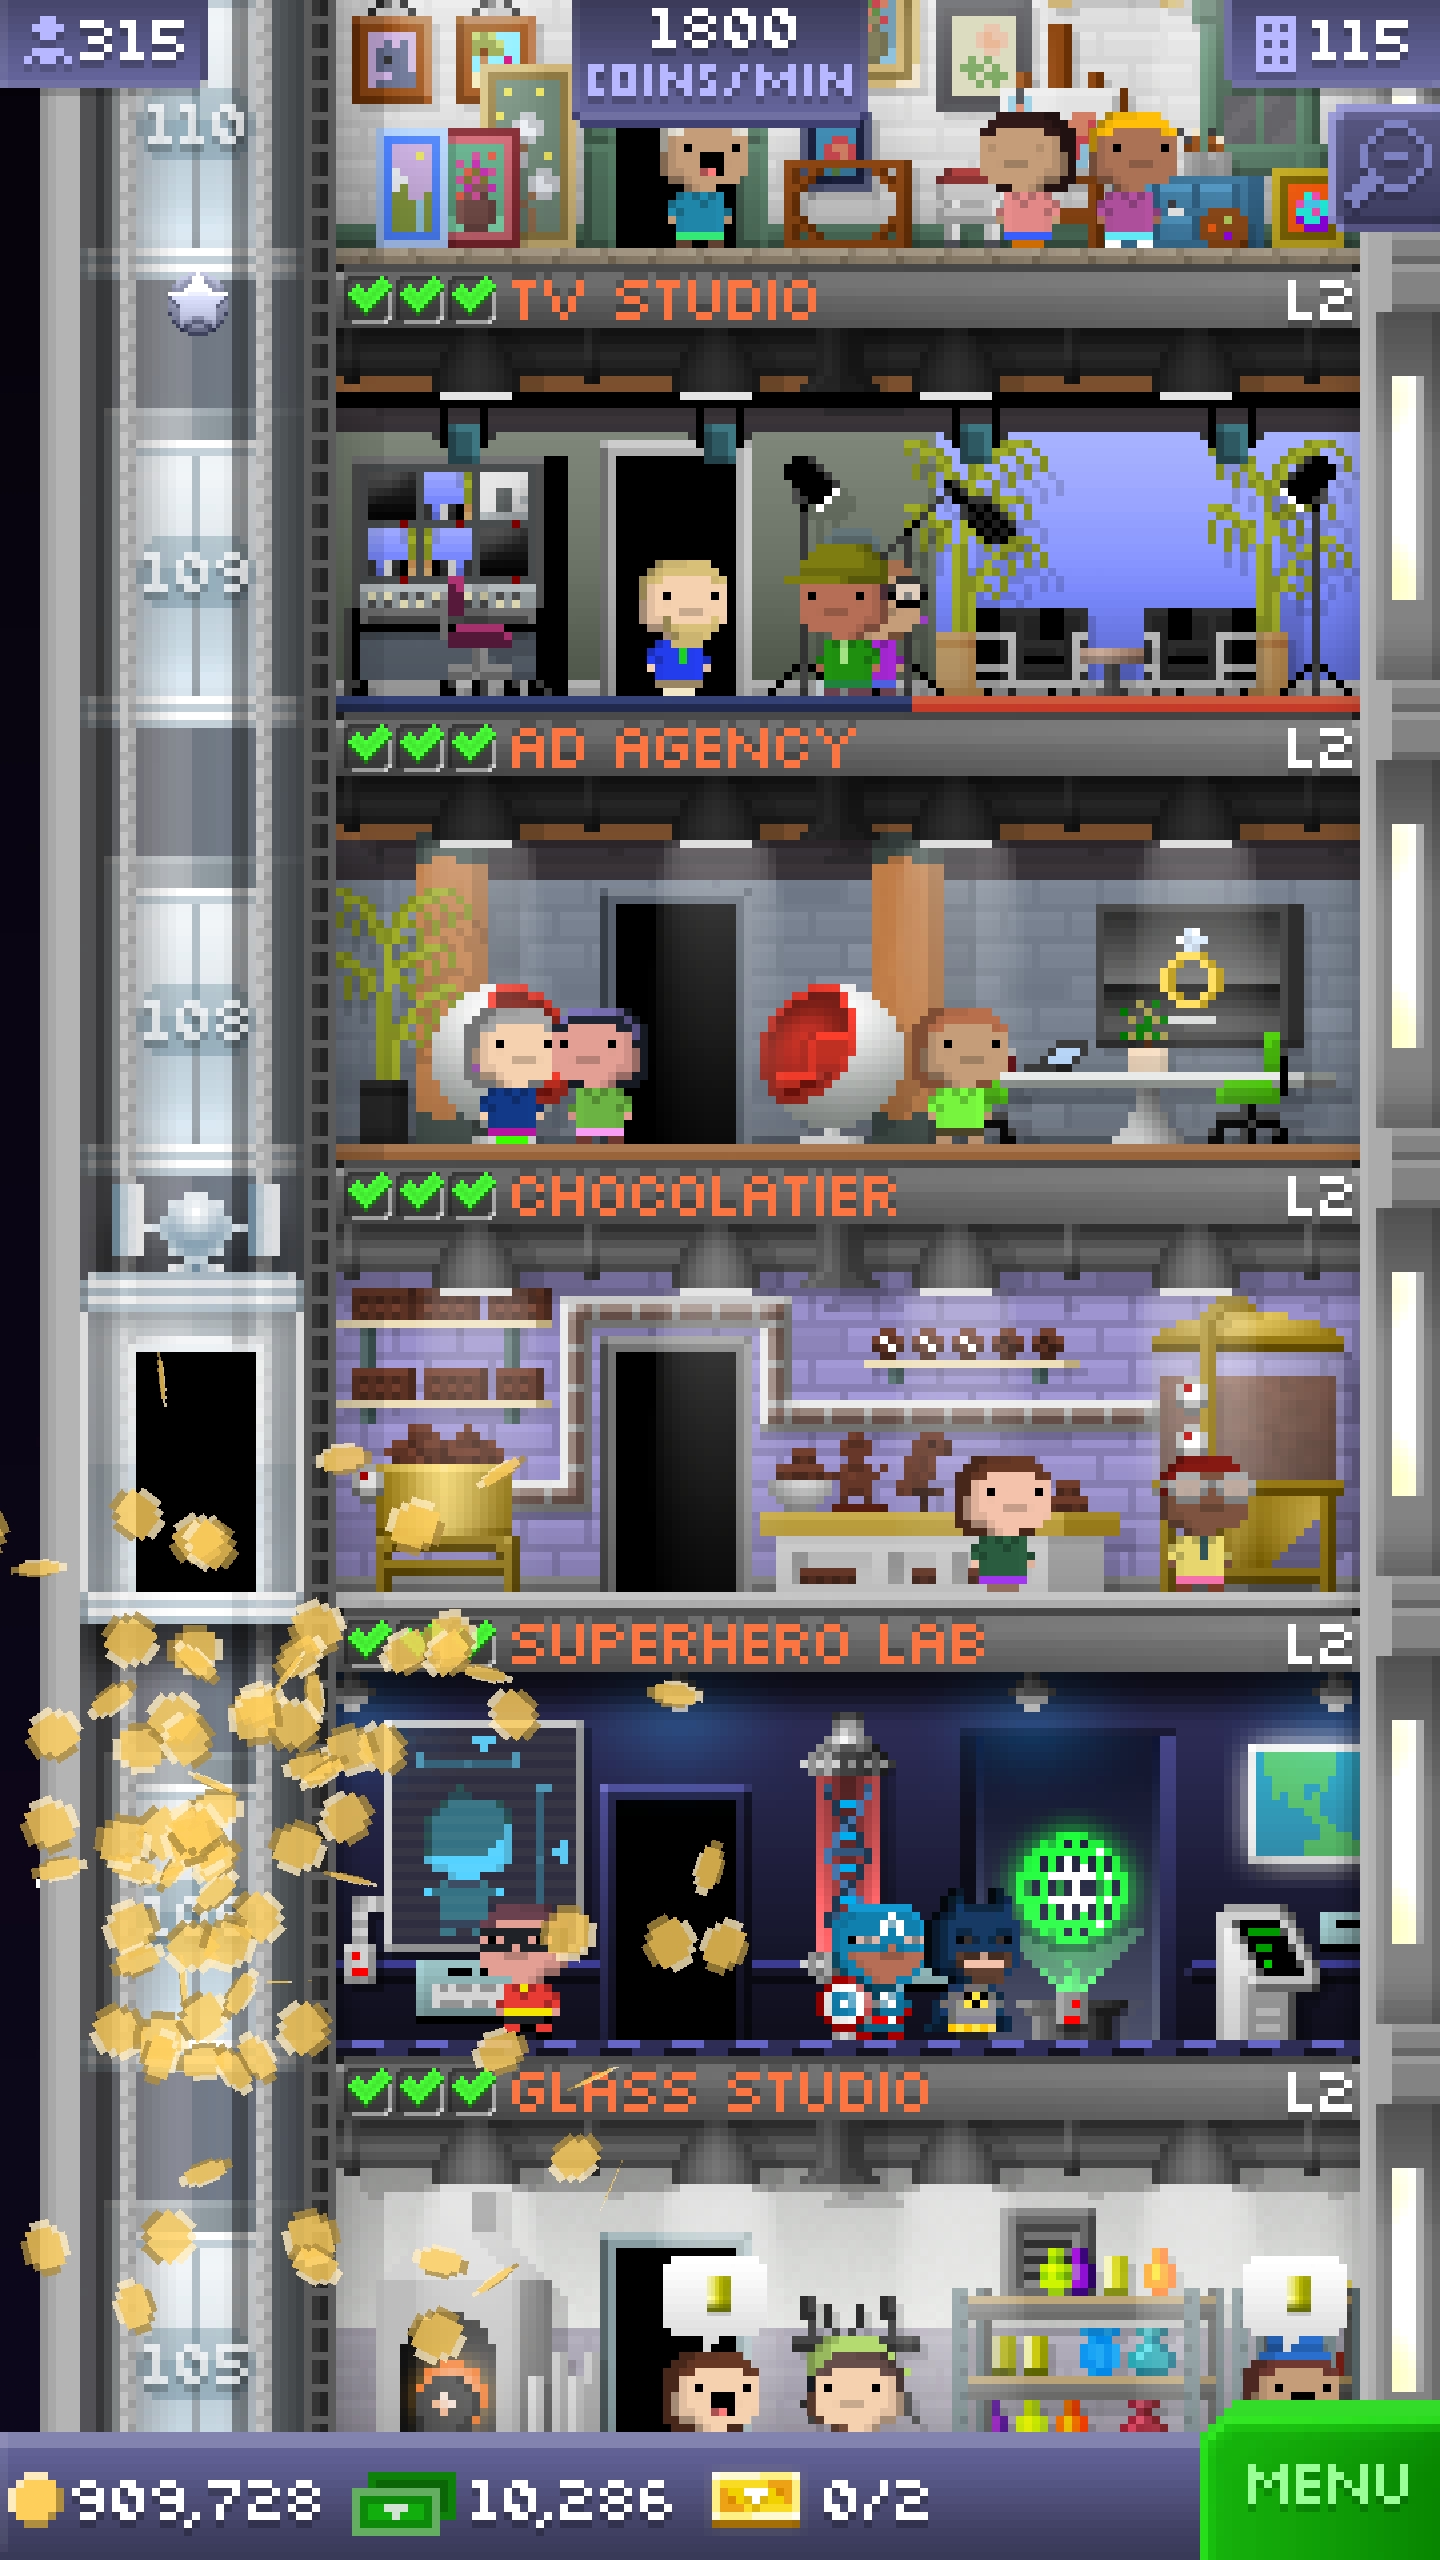 315
1800
COINS/MIN
115
110
TV STUDIO L2
109
AD AGENCY L2
108
CHOCOLATIER L2
SUPERHERO LAB L2
GLASS STUDIO L2
105
909,728 10,286 0/2
MENU